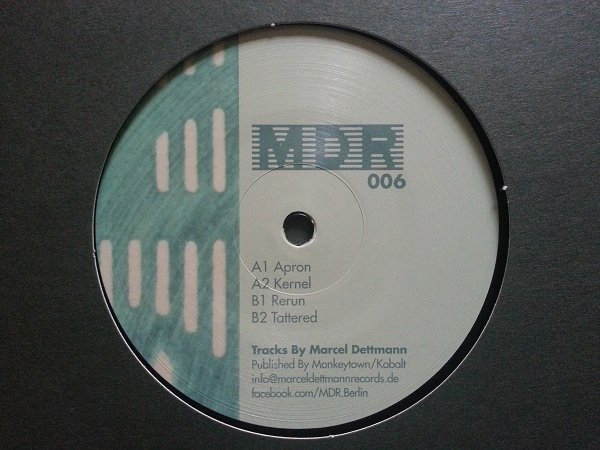 MDR
006
A1 Apron
A2 Kernel
B1 Rerun
B2 Tattered
Tracks By Marcel Dettmann
Published By Monkeytown/Kobalt
info@marceldettmannrecords.de
facebook.com/MDR.Berlin